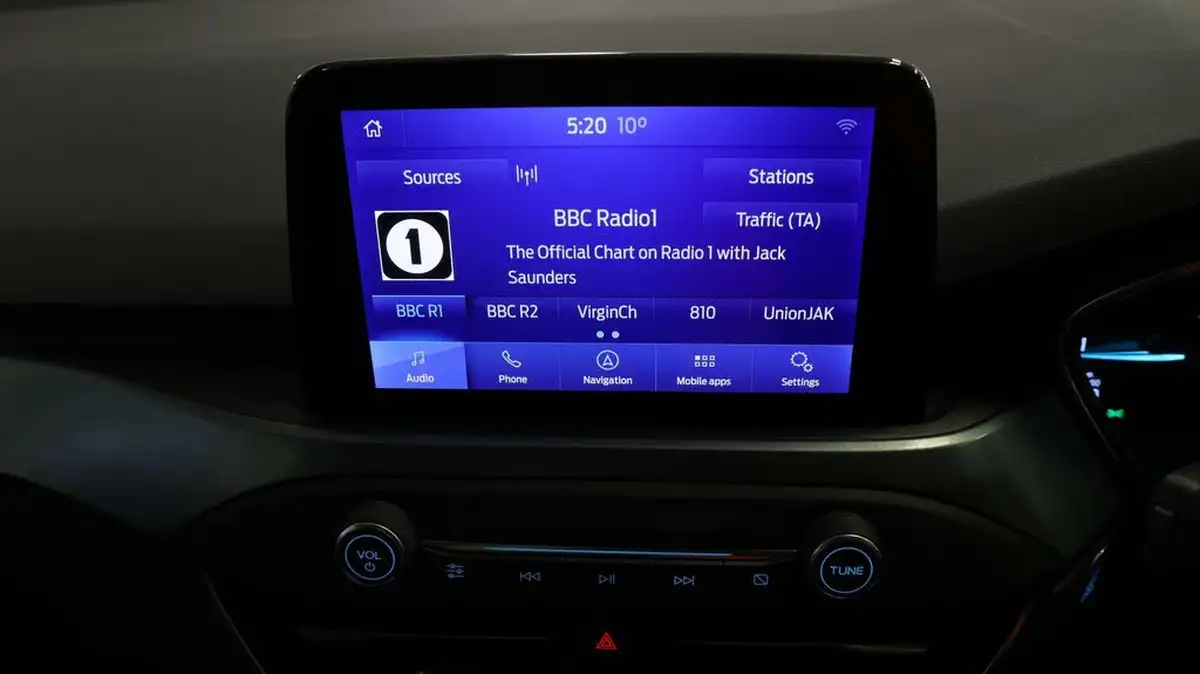 5:20 10°
Sources
Stations
1
BBC Radio1
Traffic (TA)
The Official Chart on Radio 1 with Jack
Saunders
BBC R1 BBC R2 VirginCh 810 UnionJAK
Audio Phone Navigation Mobile apps Settings
VOL
TUNE